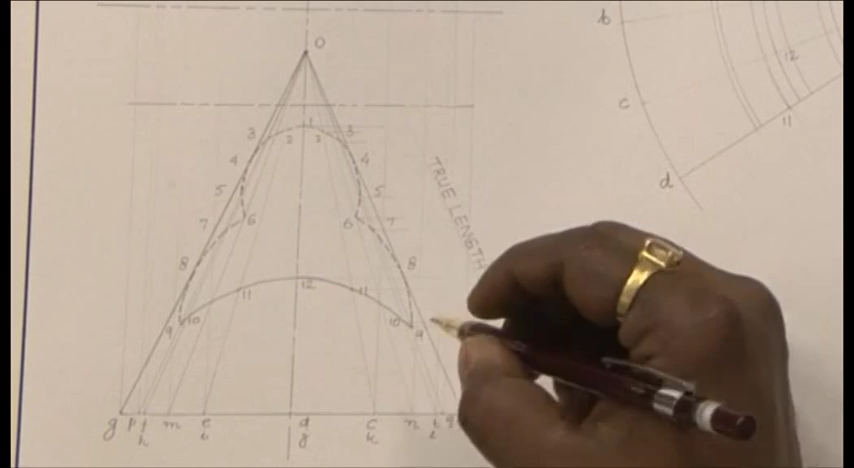 O
b
1
3 2 2 3
12
4 4
c
11
5 5
TRUE LENGTH
d
7 6 6 7
8 8
11 12 11
9 10 10 9
g p f e d c n q
h m i j k l